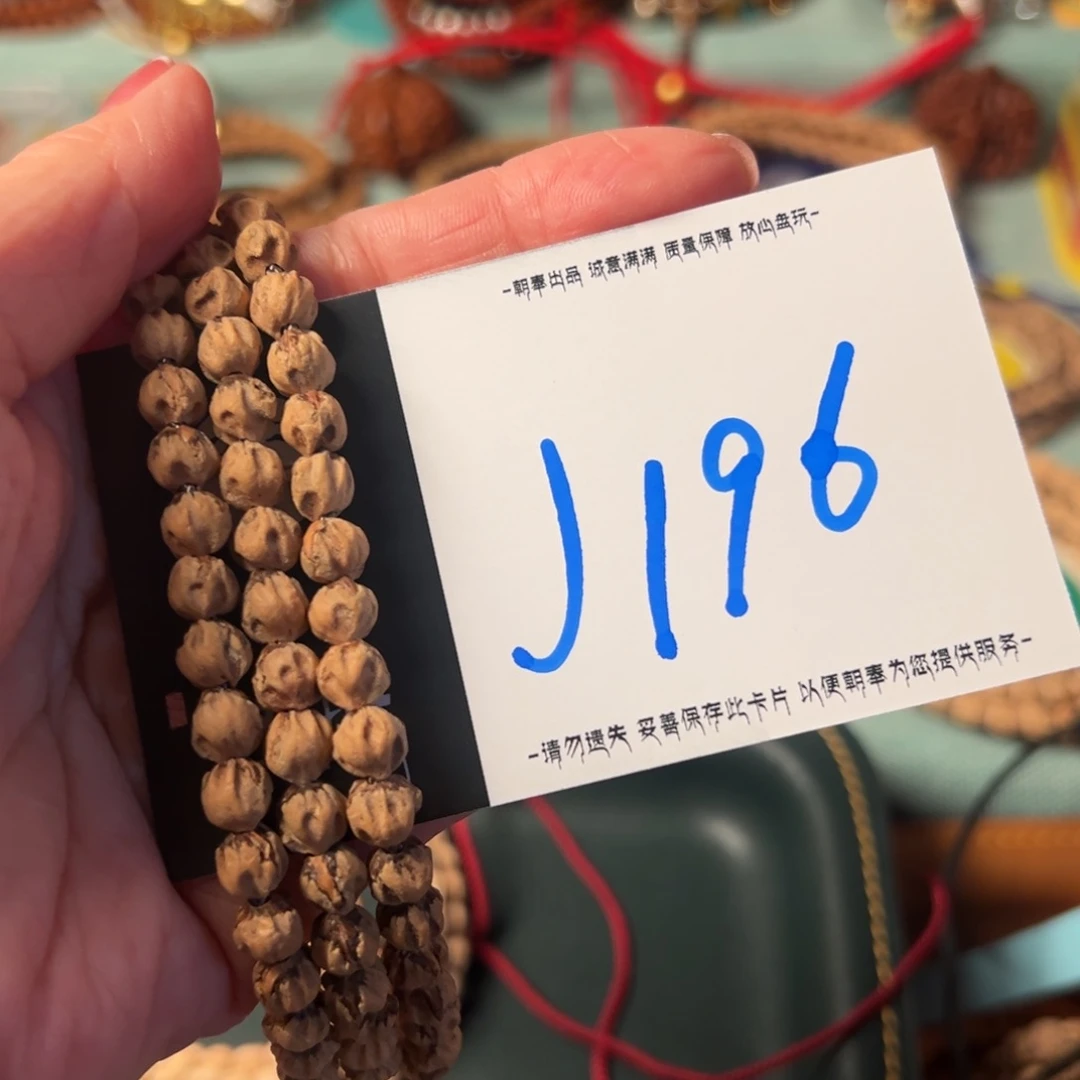 -朝奉出品 诚意满满 质量保障 放心盘玩-
J196
-请勿遗失 妥善保存此卡片 以便朝奉为您提供服务-